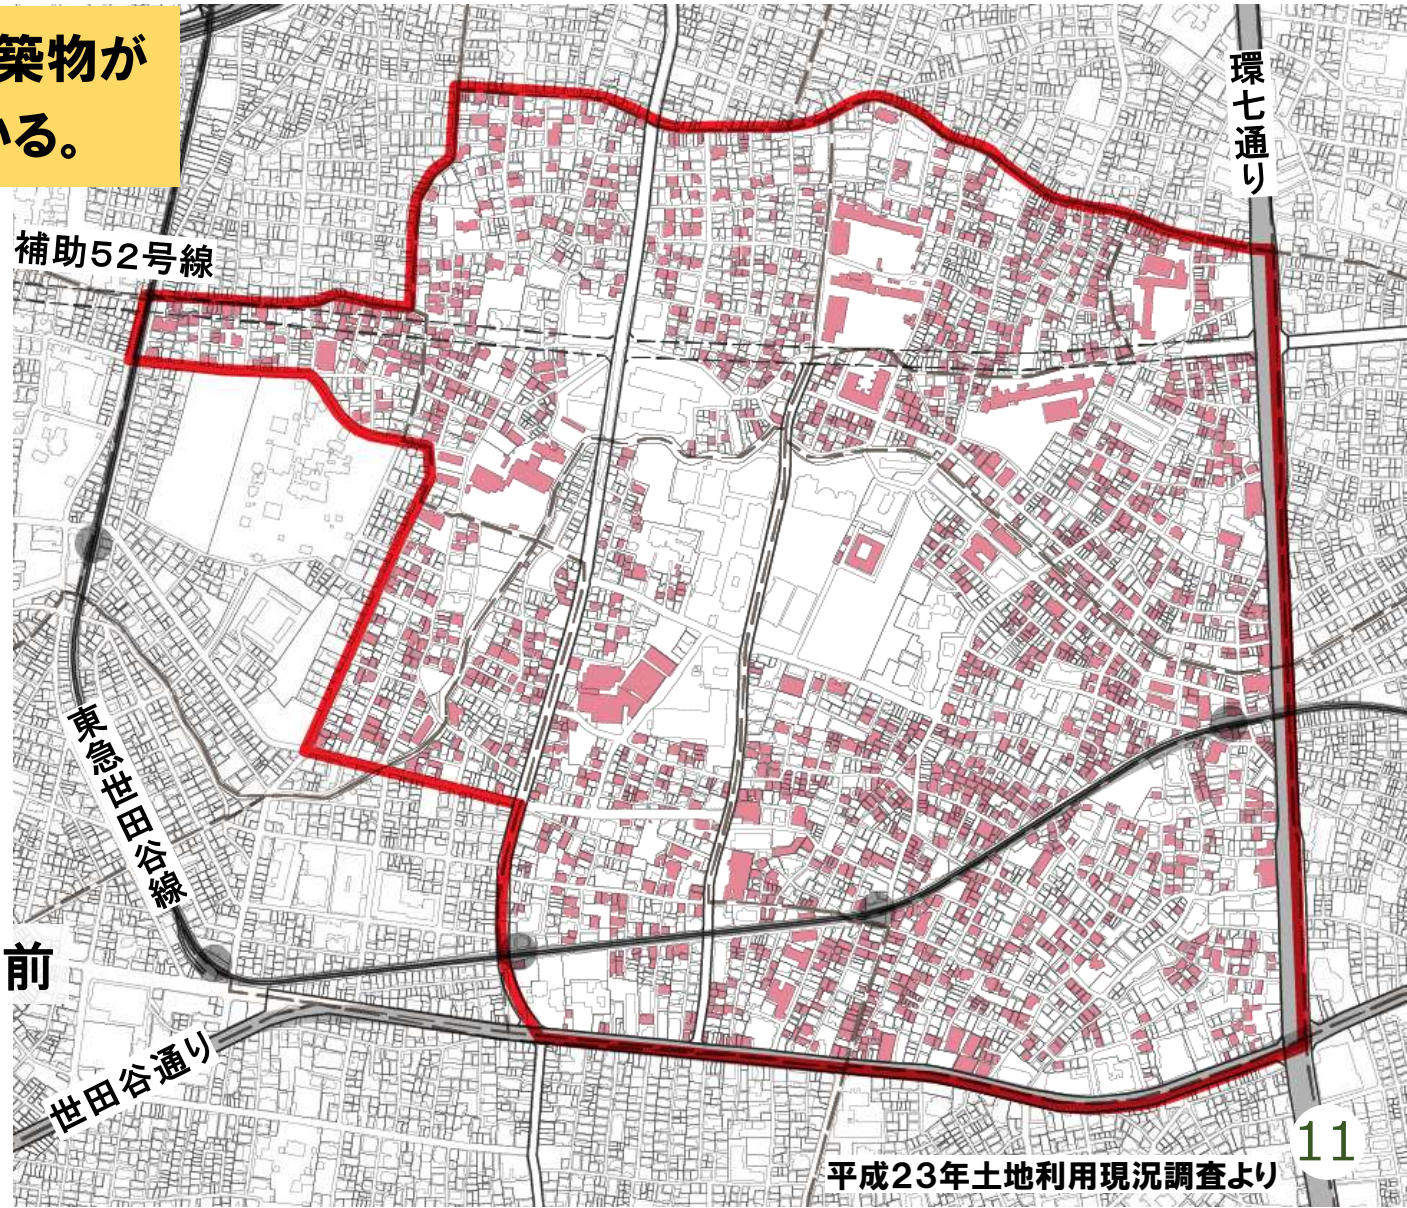 築物が
いる。
環七通り
補助52号線
東急世田谷線
前
世田谷通り
平成23年土地利用現況調査より
11